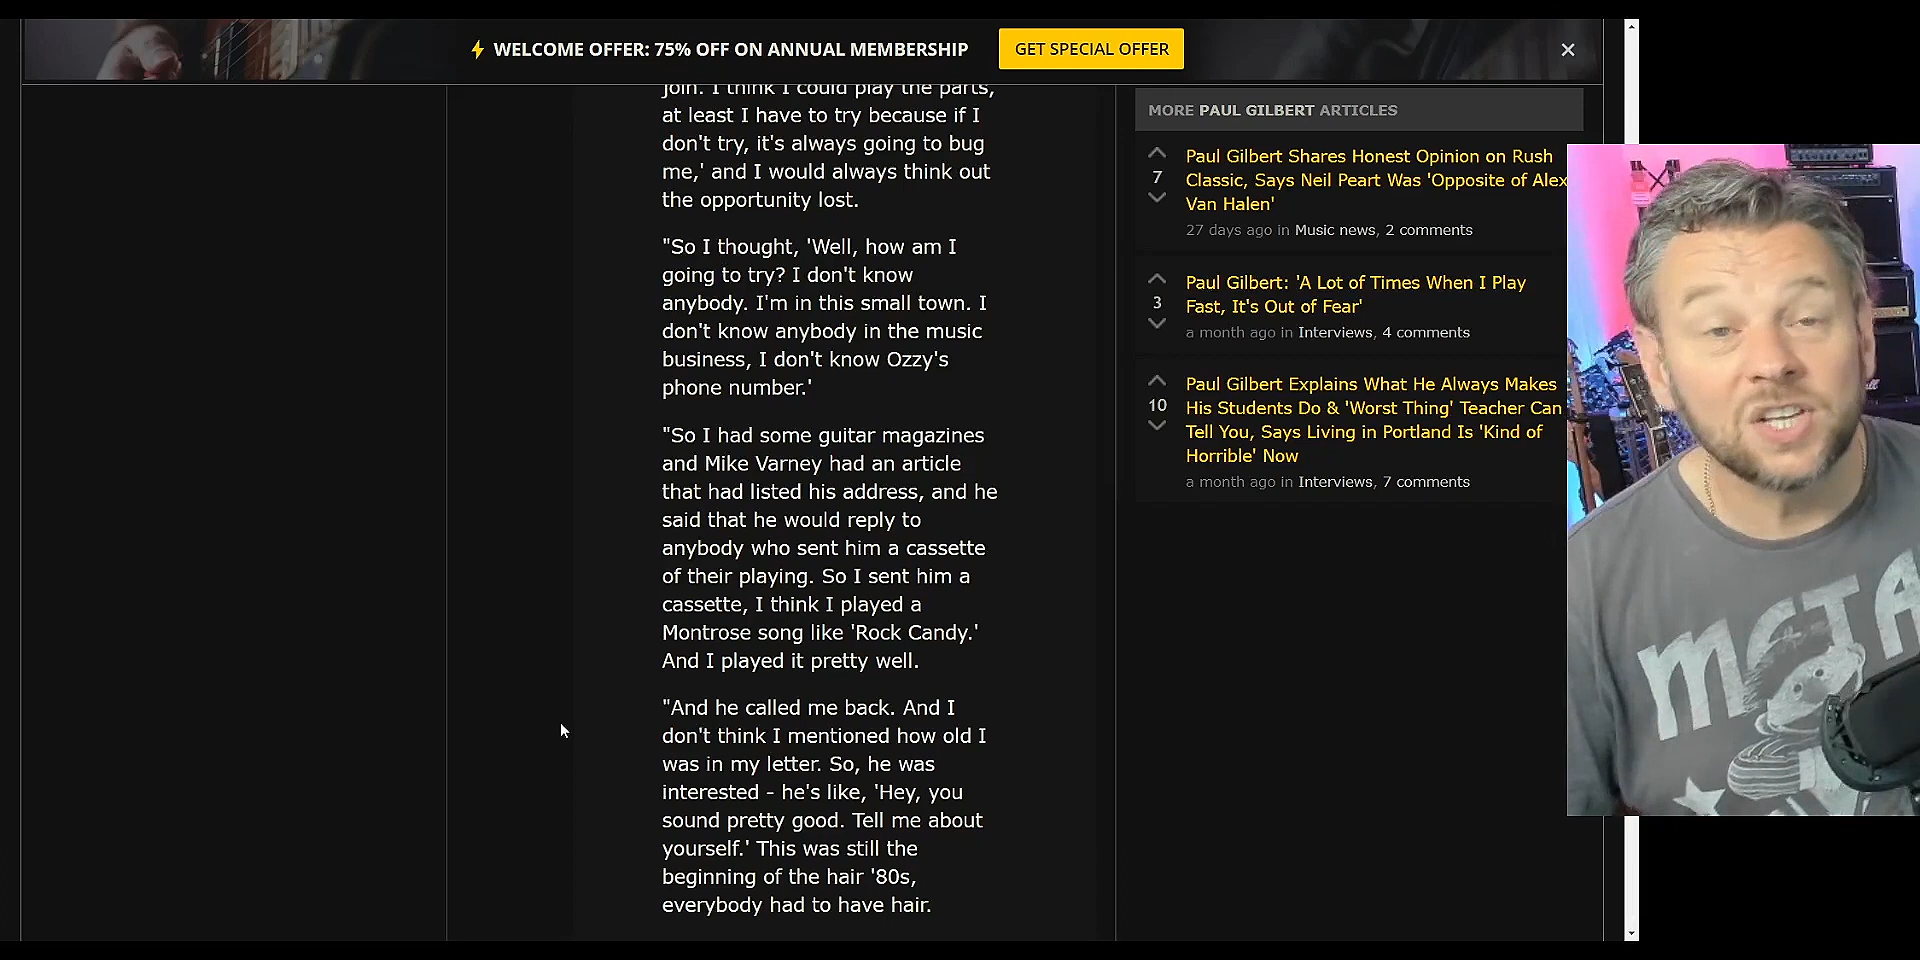 WELCOME OFFER: 75% OFF ON ANNUAL MEMBERSHIP
GET SPECIAL OFFER
join. I think I could play the parts,
at least I have to try because if I
don't try, it's always going to bug
me,' and I would always think out
the opportunity lost.
"So I thought, 'Well, how am I
going to try? I don't know
anybody. I'm in this small town. I
don't know anybody in the music
business, I don't know Ozzy's
phone number.'
"So I had some guitar magazines
and Mike Varney had an article
that had listed his address, and he
said that he would reply to
anybody who sent him a cassette
of their playing. So I sent him a
cassette, I think I played a
Montrose song like 'Rock Candy.'
And I played it pretty well.
"And he called me back. And I
don't think I mentioned how old I
was in my letter. So, he was
interested - he's like, 'Hey, you
sound pretty good. Tell me about
yourself.' This was still the
beginning of the hair '80s,
everybody had to have hair.
MORE PAUL GILBERT ARTICLES
Paul Gilbert Shares Honest Opinion on Rush
7
Classic, Says Neil Peart Was 'Opposite of Alex
Van Halen'
27 days ago in Music news, 2 comments
Paul Gilbert: 'A Lot of Times When I Play
3
Fast, It's Out of Fear'
a month ago in Interviews, 4 comments
Paul Gilbert Explains What He Always Makes
10
His Students Do & 'Worst Thing' Teacher Can
Tell You, Says Living in Portland Is 'Kind of
Horrible' Now
a month ago in Interviews, 7 comments
META